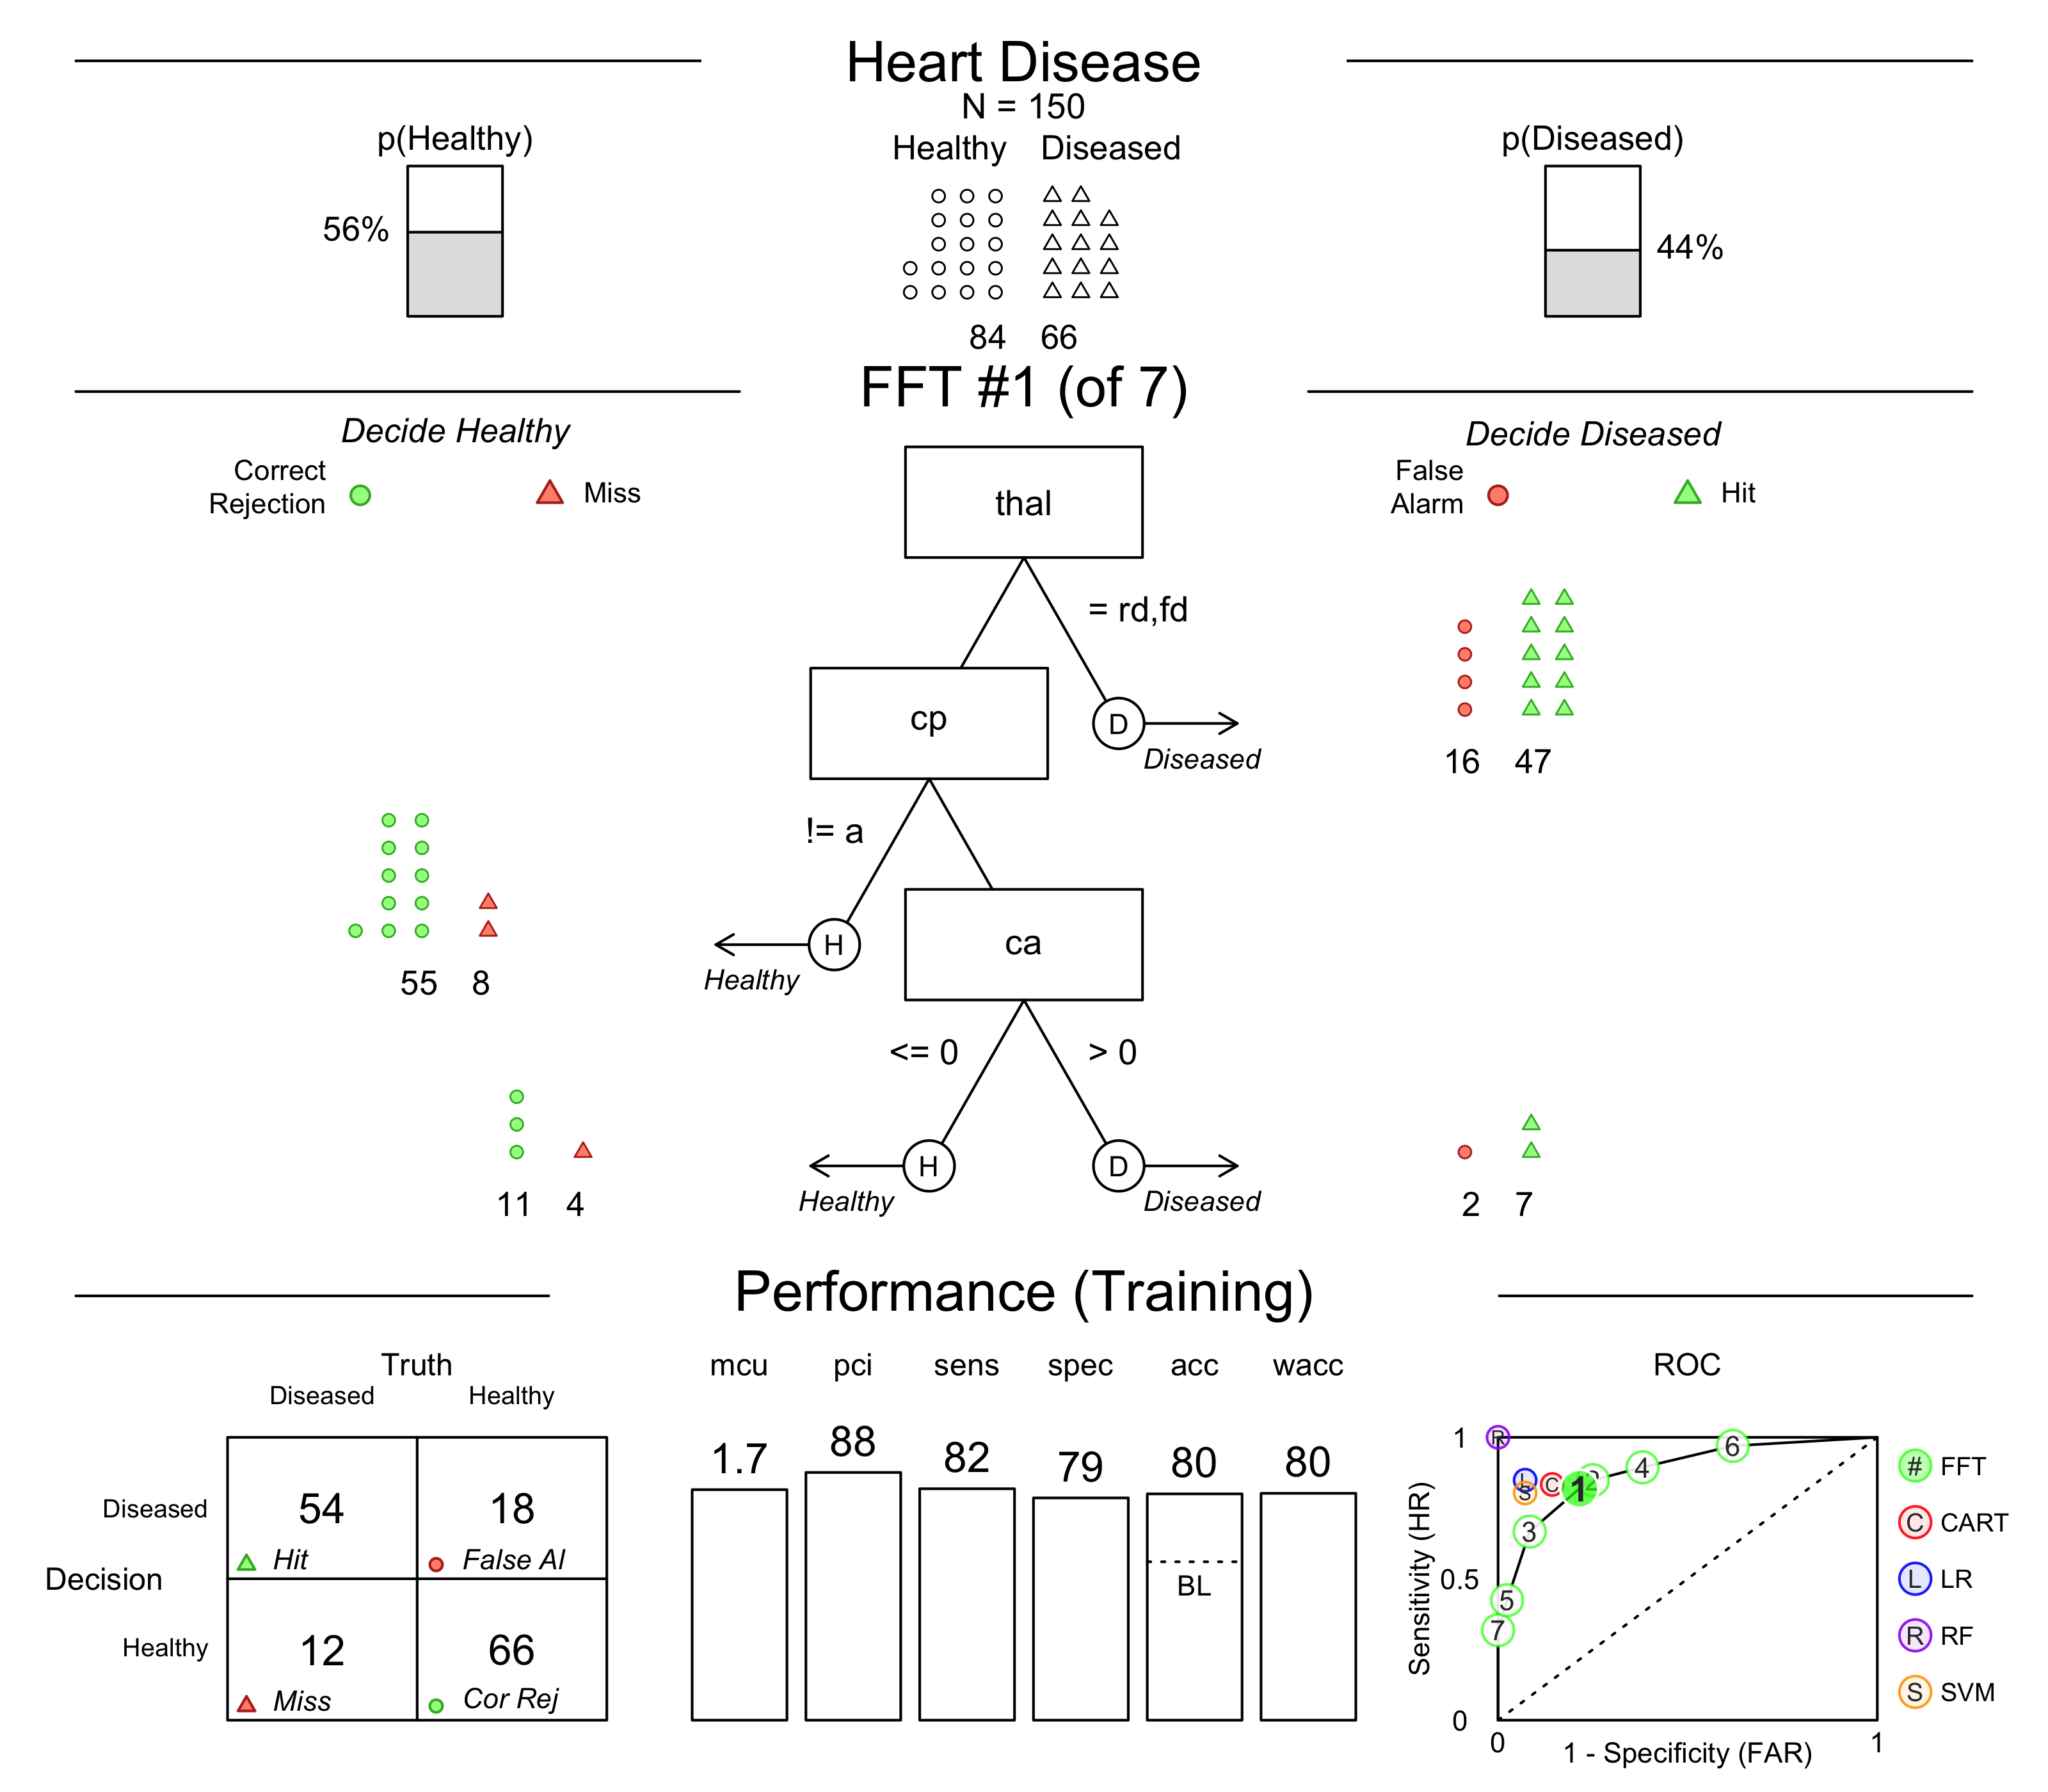 Heart Disease
N = 150
p(Healthy)
56%
Healthy Diseased
84 66
p(Diseased)
44%
FFT #1 (of 7)
Decide Healthy
Correct
Rejection
Miss
Decide Diseased
False
Alarm
Hit
thal
= rd,fd
D
Diseased
16 47
cp
!= a
H
Healthy
55 8
ca
<= 0
> 0
H
Healthy
D
Diseased
11 4
2 7
Performance (Training)
Truth
Diseased Healthy
Decision
Diseased
54
Hit
18
False Al
Healthy
12
Miss
66
Cor Rej
mcu pci sens spec acc wacc
1.7 88 82 79 80 80
BL
ROC
Sensitivity (HR)
1
0.5
0
0 1
1 - Specificity (FAR)
R
L
S
C
1
2
3
4
5
6
7
# FFT
C CART
L LR
R RF
S SVM